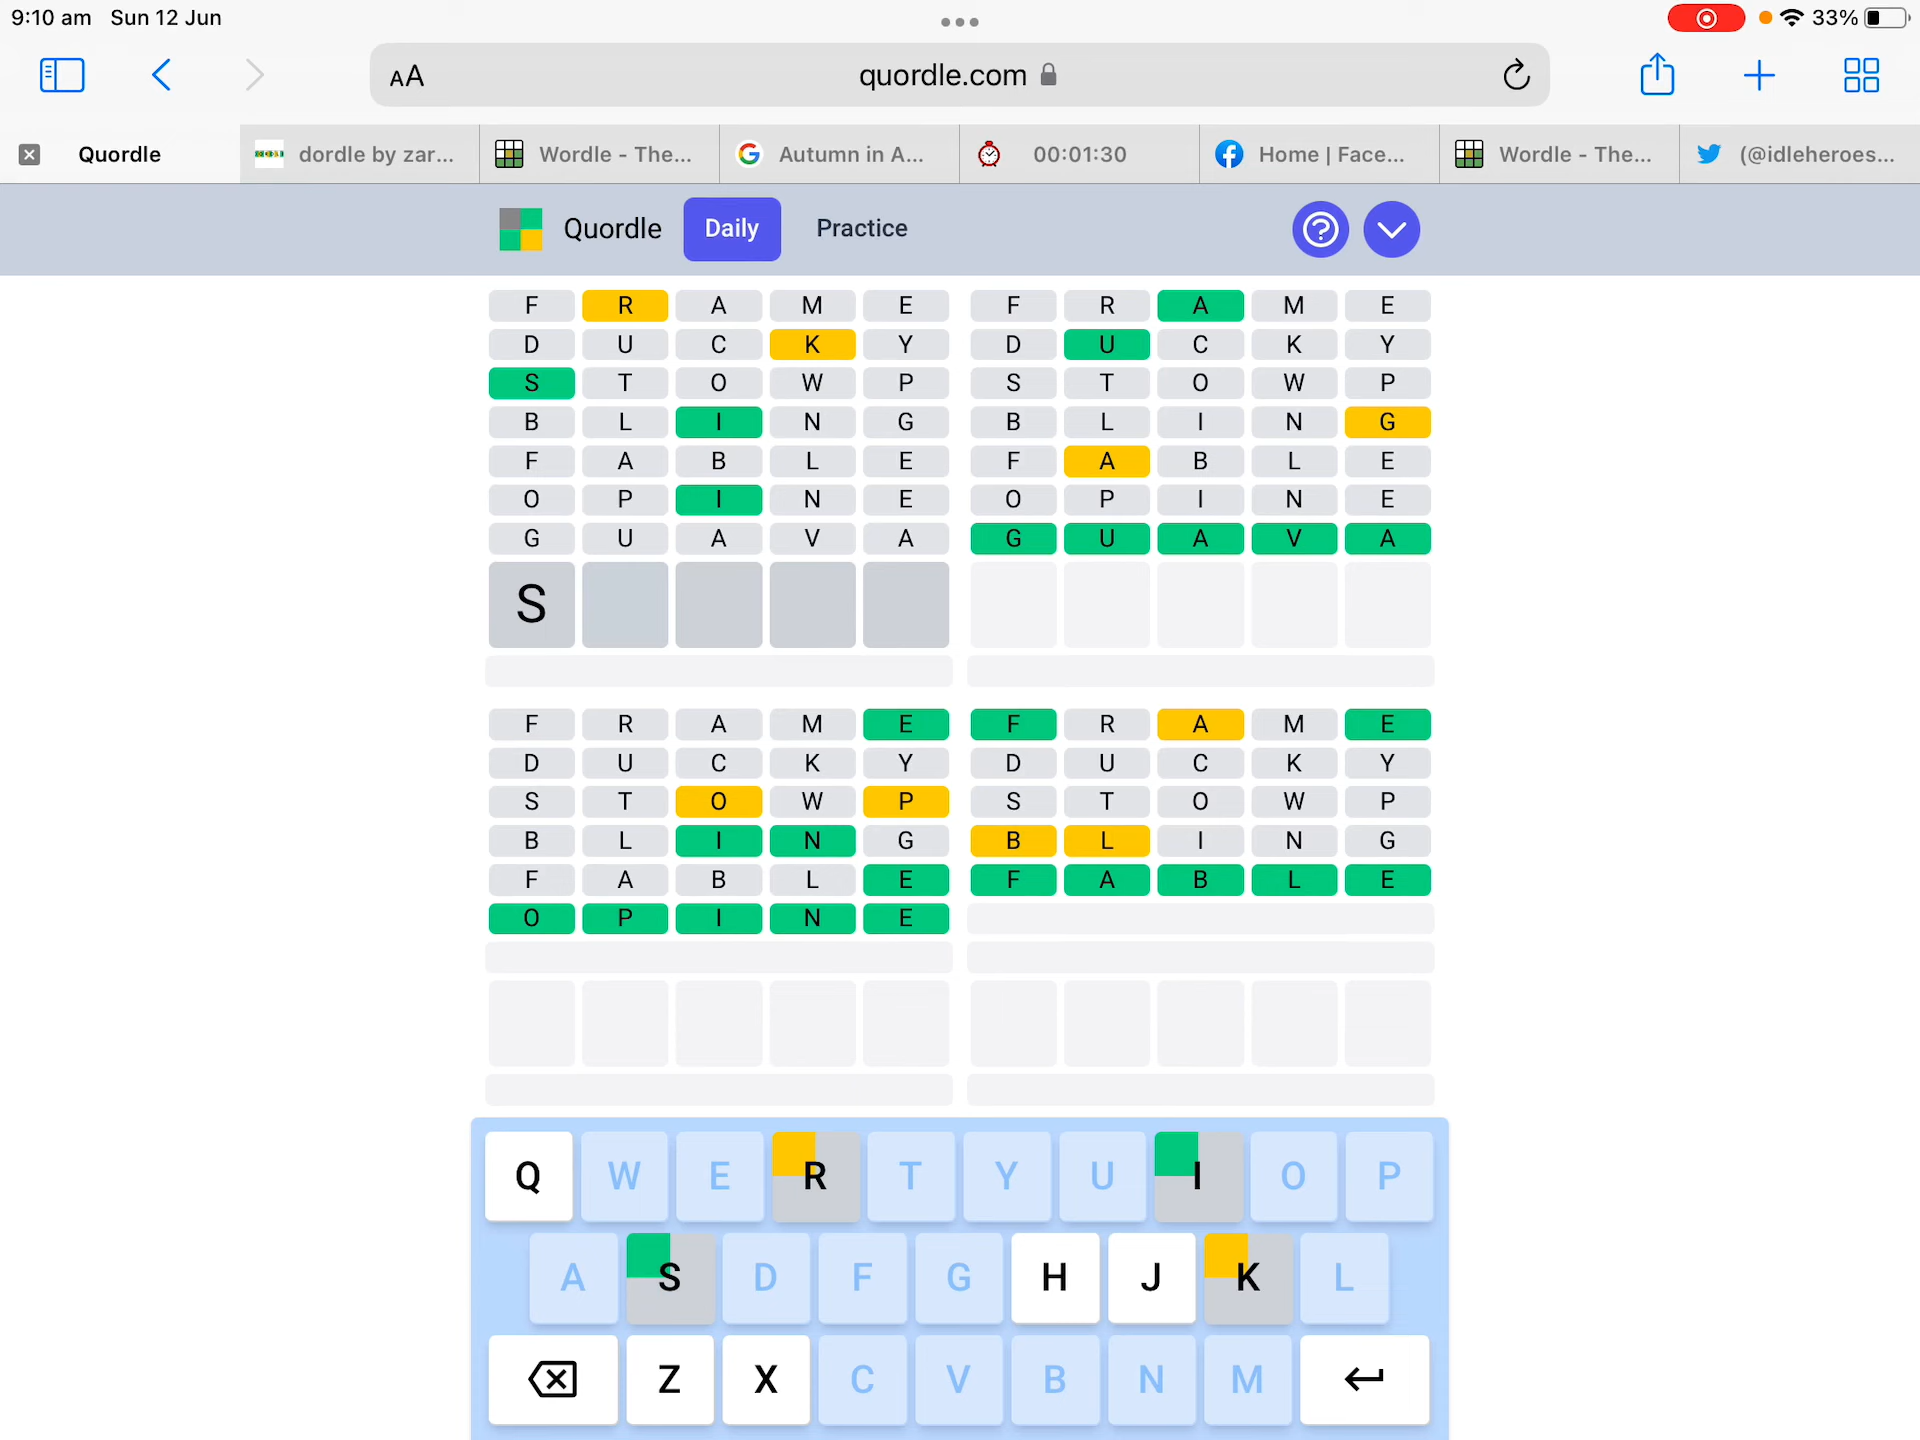 9:10 am Sun 12 Jun
33%
AA quordle.com
Quordle dordle by zar... Wordle - The... Autumn in A... 00:01:30 Home | Face... Wordle - The... (@idleheroes...
Quordle Daily Practice
F R A M E F R A M E
D U C K Y D U C K Y
S T O W P S T O W P
B L I N G B L I N G
F A B L E F A B L E
O P I N E O P I N E
G U A V A G U A V A
S
F R A M E F R A M E
D U C K Y D U C K Y
S T O W P S T O W P
B L I N G B L I N G
F A B L E F A B L E
O P I N E
Q W E R T Y U I O P
A S D F G H J K L
Z X C V B N M